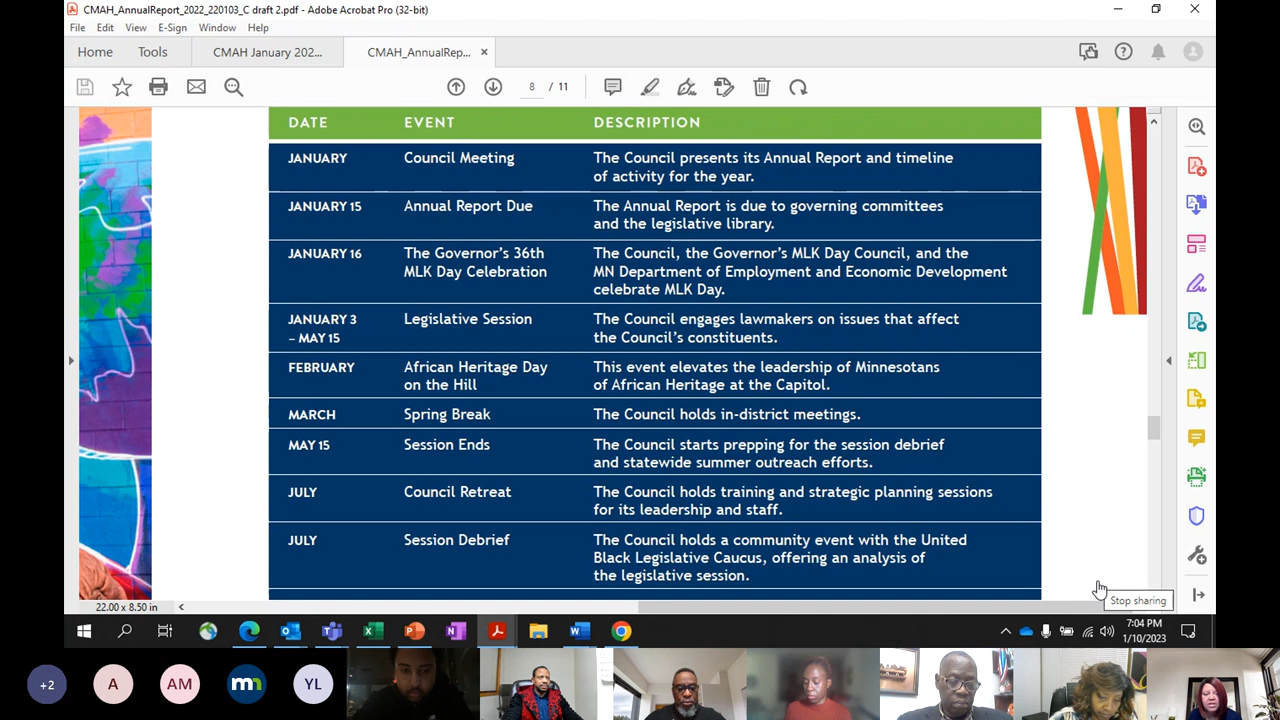 CMAH_AnnualReport_2022_220103_C draft 2.pdf - Adobe Acrobat Pro (32-bit)
File Edit View E-Sign Window Help
Home Tools CMAH January 202... CMAH_AnnualRep...
8 / 11
DATE EVENT DESCRIPTION
JANUARY Council Meeting The Council presents its Annual Report and timeline
of activity for the year.
JANUARY 15 Annual Report Due The Annual Report is due to governing committees
and the legislative library.
JANUARY 16 The Governor's 36th The Council, the Governor's MLK Day Council, and the
MLK Day Celebration MN Department of Employment and Economic Development
celebrate MLK Day.
JANUARY 3 Legislative Session The Council engages lawmakers on issues that affect
– MAY 15 the Council's constituents.
FEBRUARY African Heritage Day This event elevates the leadership of Minnesotans
on the Hill of African Heritage at the Capitol.
MARCH Spring Break The Council holds in-district meetings.
MAY 15 Session Ends The Council starts prepping for the session debrief
and statewide summer outreach efforts.
JULY Council Retreat The Council holds training and strategic planning sessions
for its leadership and staff.
JULY Session Debrief The Council holds a community event with the United
Black Legislative Caucus, offering an analysis of
the legislative session.
Stop sharing
22.00 x 8.50 in
7:04 PM
1/10/2023
+2 A AM mn YL